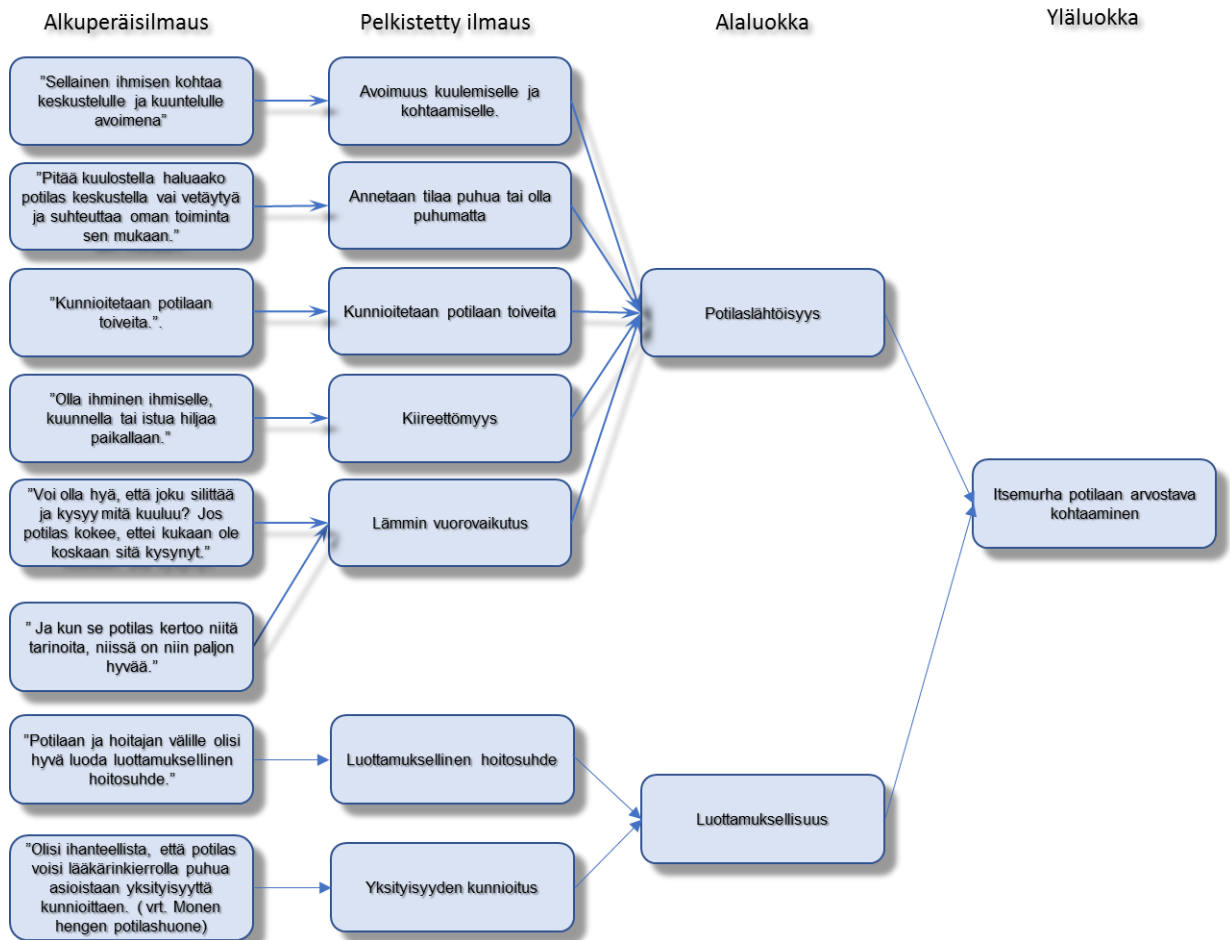 Alkuperäisilmaus
Pelkistetty ilmaus
Alaluokka
Yläluokka
”Sellainen ihmisen kohtaa
keskustelulle ja kuuntelulle
avoimena”
Avoimuus kuulemiselle ja
kohtaamiselle.
”Pitää kuulostella haluaako
potilas keskustella vai vetäytyä
ja suhteuttaa oman toiminta
sen mukaan.”
Annetaan tilaa puhua tai olla
puhumatta
”Kunnioitetaan potilaan
toiveita.”.
Kunnioitetaan potilaan toiveita
Potilaslähtöisyys
”Olla ihminen ihmiselle,
kuunnella tai istua hiljaa
paikallaan.”
Kiireettömyys
”Voi olla hyä, että joku silittää
ja kysyy mitä kuuluu? Jos
potilas kokee, ettei kukaan ole
koskaan sitä kysynyt.”
Lämmin vuorovaikutus
Itsemurha potilaan arvostava
kohtaaminen
” Ja kun se potilas kertoo niitä
tarinoita, niissä on niin paljon
hyvää.”
”Potilaan ja hoitajan välille olisi
hyvä luoda luottamuksellinen
hoitosuhde.”
Luottamuksellinen hoitosuhde
Luottamuksellisuus
”Olisi ihanteellista, että potilas
voisi lääkärinkierrolla puhua
asioistaan yksityisyyttä
kunnioittaen. ( vrt. Monen
hengen potilashuone)
Yksityisyyden kunnioitus